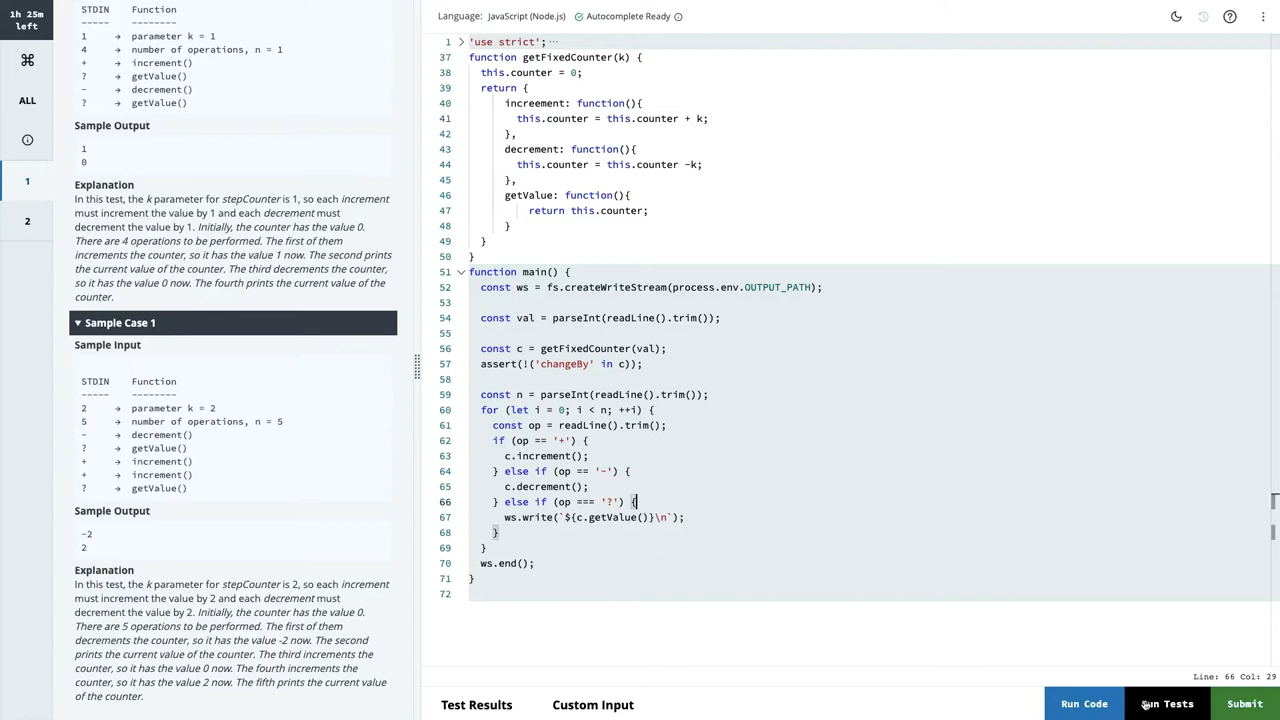 1h 25m
left
ALL
1
2
STDIN Function
----- --------
1 → parameter k = 1
4 → number of operations, n = 1
+ → increment()
? → getValue()
- → decrement()
? → getValue()
Sample Output
1
0
Explanation
In this test, the k parameter for stepCounter is 1, so each increment
must increment the value by 1 and each decrement must
decrement the value by 1. Initially, the counter has the value 0.
There are 4 operations to be performed. The first of them
increments the counter, so it has the value 1 now. The second prints
the current value of the counter. The third decrements the counter,
so it has the value 0 now. The fourth prints the current value of the
counter.
▼ Sample Case 1
Sample Input
STDIN Function
----- --------
2 → parameter k = 2
5 → number of operations, n = 5
- → decrement()
? → getValue()
+ → increment()
+ → increment()
? → getValue()
Sample Output
-2
2
Explanation
In this test, the k parameter for stepCounter is 2, so each increment
must increment the value by 2 and each decrement must
decrement the value by 2. Initially, the counter has the value 0.
There are 5 operations to be performed. The first of them
decrements the counter, so it has the value -2 now. The second
prints the current value of the counter. The third increments the
counter, so it has the value 0 now. The fourth increments the
counter, so it has the value 2 now. The fifth prints the current value
of the counter.
Language: JavaScript (Node.js) Autocomplete Ready
1 'use strict'; ...
37 function getFixedCounter(k) {
38 this.counter = 0;
39 return {
40 increement: function(){
41 this.counter = this.counter + k;
42 },
43 decrement: function(){
44 this.counter = this.counter -k;
45 },
46 getValue: function(){
47 return this.counter;
48 }
49 }
50 }
51 function main() {
52 const ws = fs.createWriteStream(process.env.OUTPUT_PATH);
53
54 const val = parseInt(readLine().trim());
55
56 const c = getFixedCounter(val);
57 assert(!('changeBy' in c));
58
59 const n = parseInt(readLine().trim());
60 for (let i = 0; i < n; ++i) {
61 const op = readLine().trim();
62 if (op == '+') {
63 c.increment();
64 } else if (op == '-') {
65 c.decrement();
66 } else if (op === '?') {
67 ws.write(`${c.getValue()}\n`);
68 }
69 }
70 ws.end();
71 }
72
Line: 66 Col: 29
Test Results Custom Input Run Code Run Tests Submit